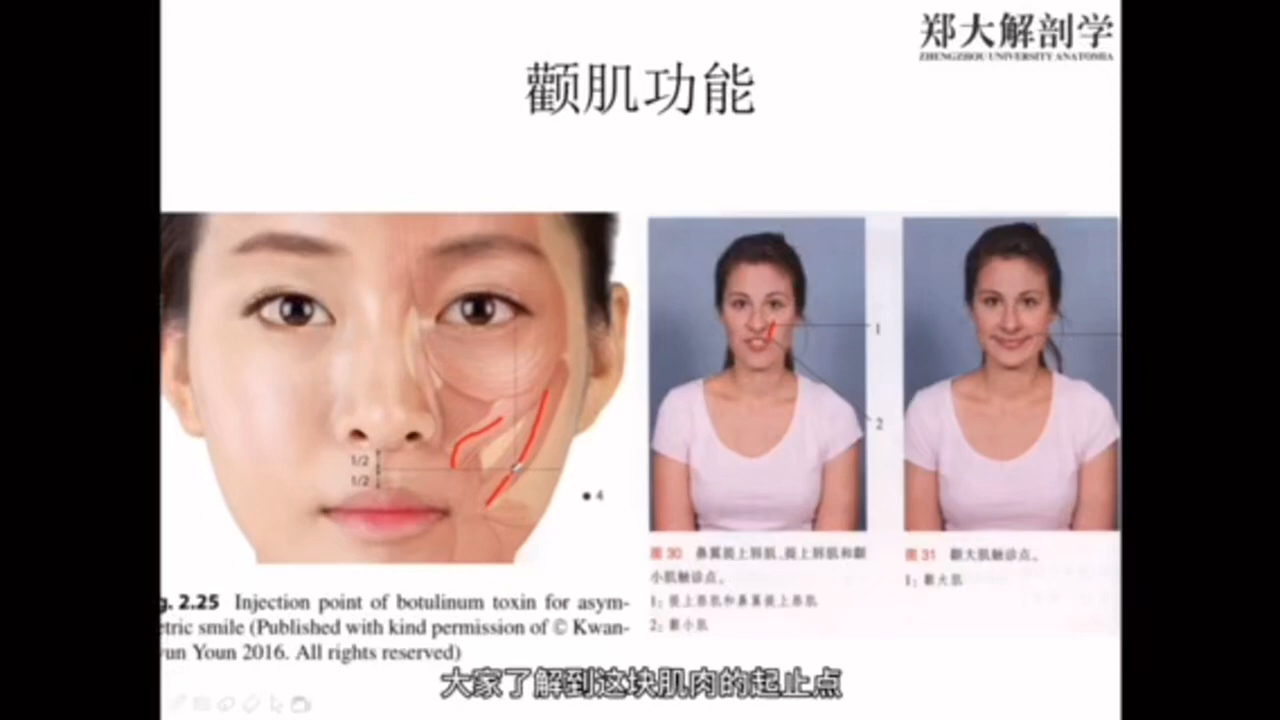 郑大解剖学
ZHENGZHOU UNIVERSITY ANATOMIA
颧肌功能
1/2
1/2
4
1
2
g. 2.25 Injection point of botulinum toxin for asym-
etric smile (Published with kind permission of © Kwan-
yun Youn 2016. All rights reserved)
图 30 鼻翼提上唇肌、提上唇肌和颧
小肌触诊点。
1：提上唇肌和鼻翼提上唇肌
2：颧小肌
图 31 颧大肌触诊点。
1：颧大肌
大家了解到这块肌肉的起止点